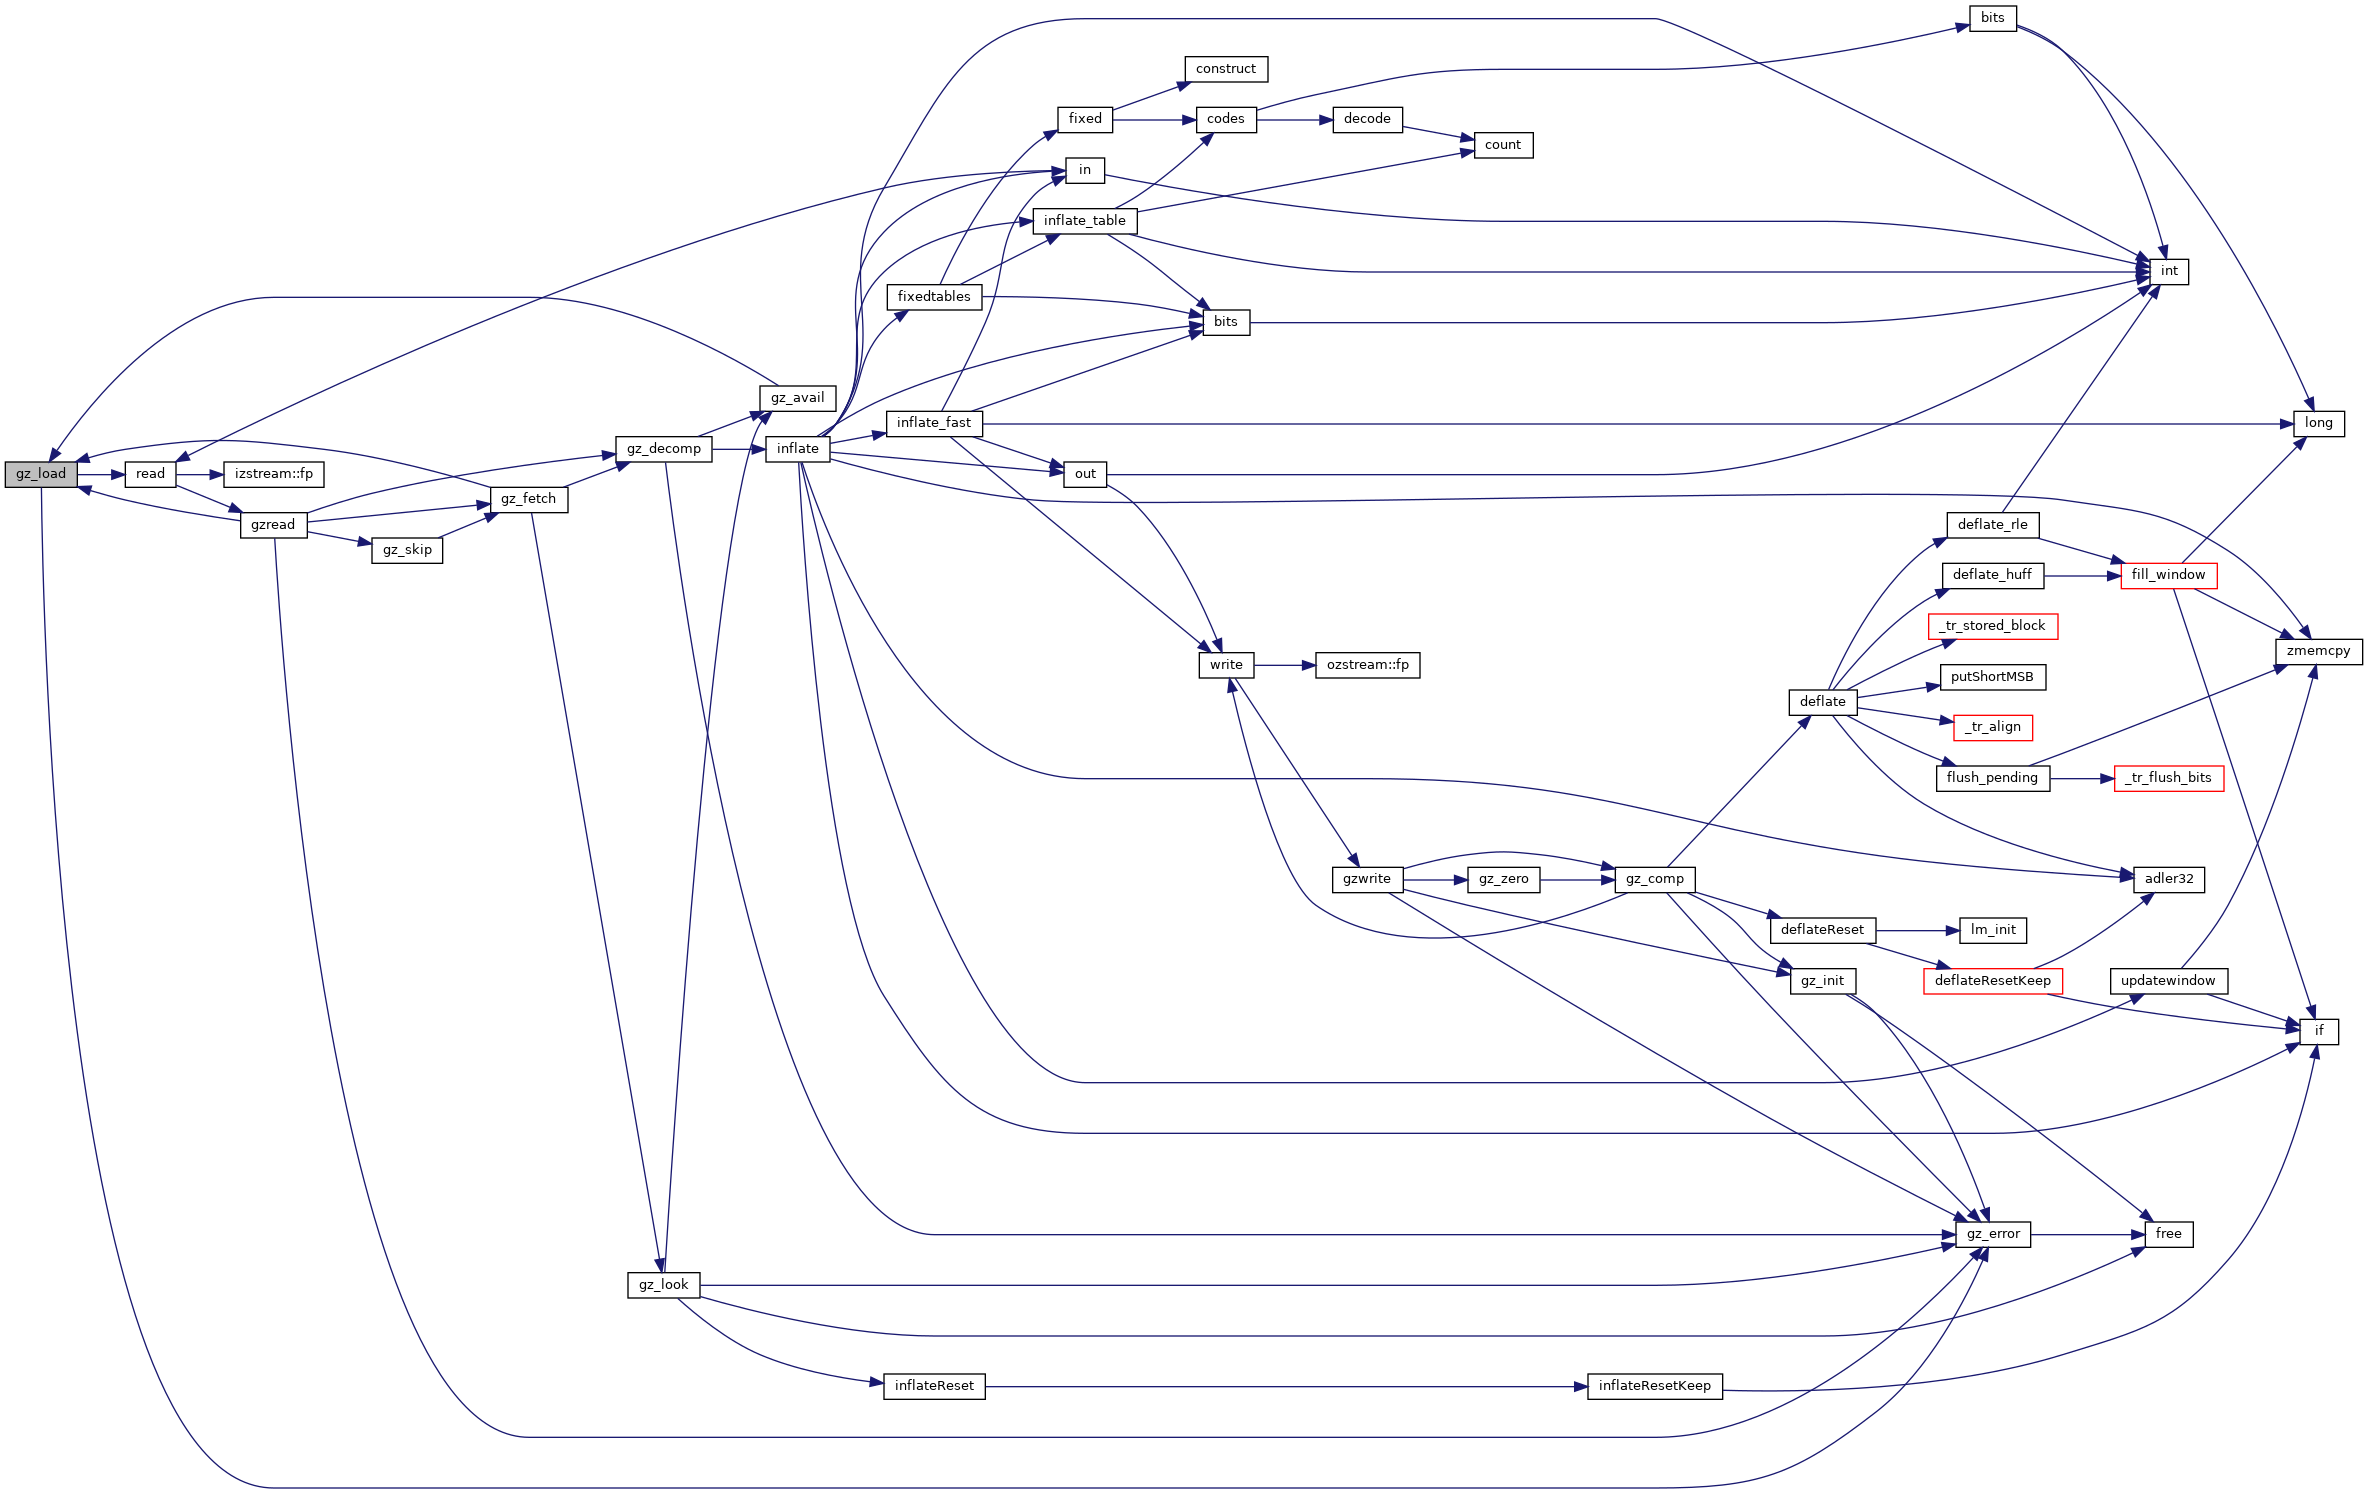 gz_load
read
izstream::fp
gzread
gz_skip
gz_fetch
gz_decomp
gz_look
gz_avail
inflate
fixedtables
inflate_fast
inflateReset
fixed
in
inflate_table
out
construct
codes
bits
write
decode
ozstream::fp
gzwrite
count
gz_zero
gz_comp
inflateResetKeep
deflate
deflateReset
gz_init
bits
deflate_rle
deflate_huff
_tr_stored_block
putShortMSB
_tr_align
flush_pending
lm_init
deflateResetKeep
gz_error
int
fill_window
_tr_flush_bits
adler32
updatewindow
free
long
zmemcpy
if